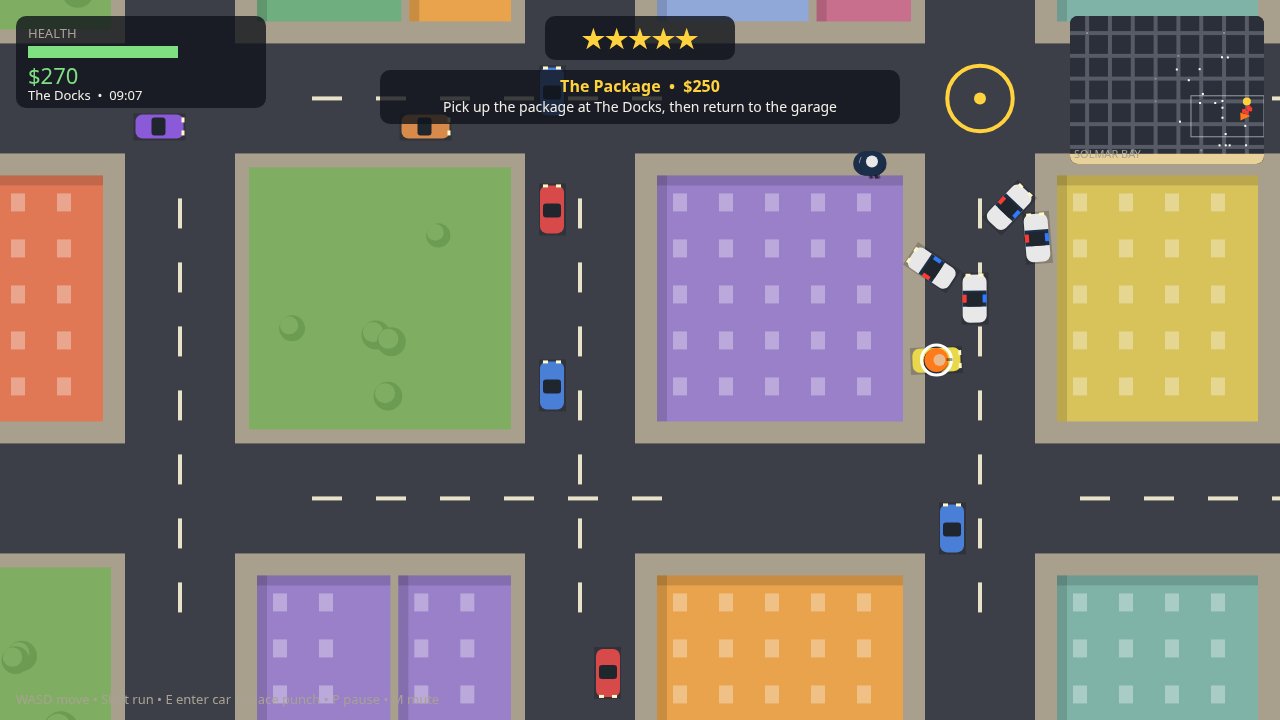 HEALTH
$270
The Docks • 09:07
★★★★★
The Package • $250
Pick up the package at The Docks, then return to the garage
SOLMAR BAY
WASD move • Shift run • E enter car • Space punch • P pause • M mute